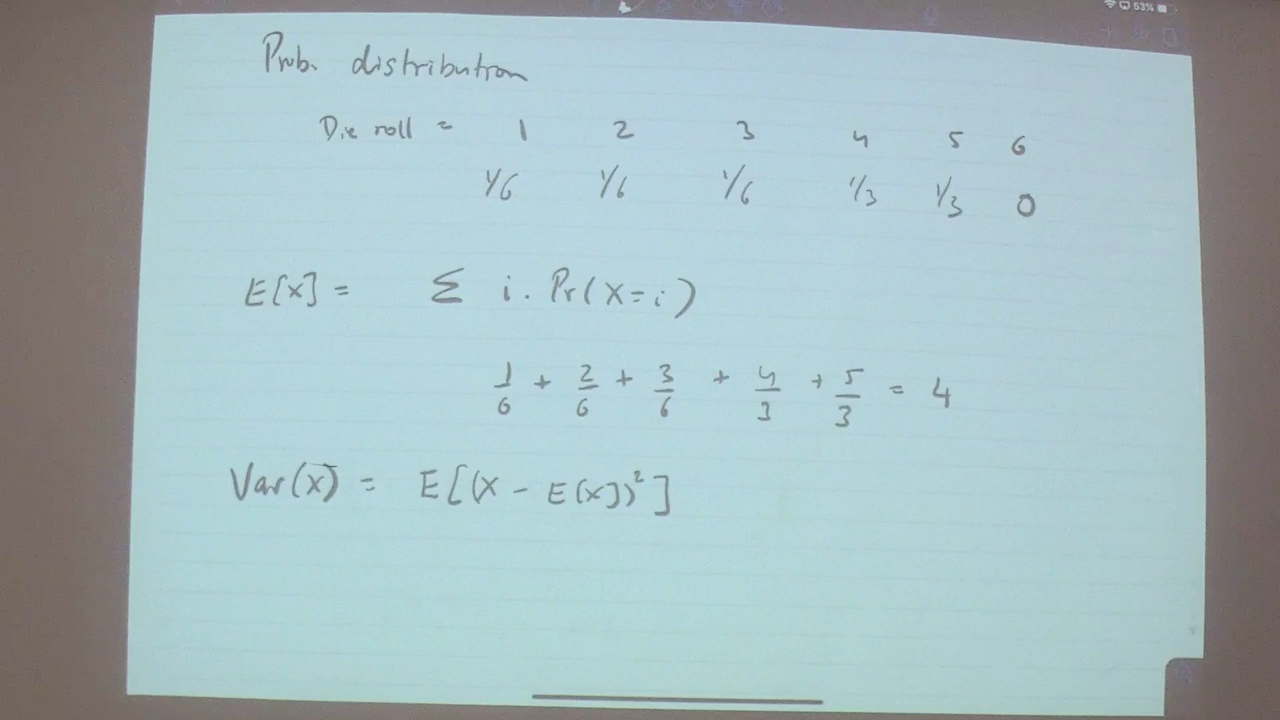 53%
Prob. distribution
Die roll = 1 2 3 4 5 6
1/6 1/6 1/6 1/3 1/3 0
E[X] = Σ i. Pr(X=i)
1/6 + 2/6 + 3/6 + 4/3 + 5/3 = 4
Var(X) = E[(X - E[X])²]